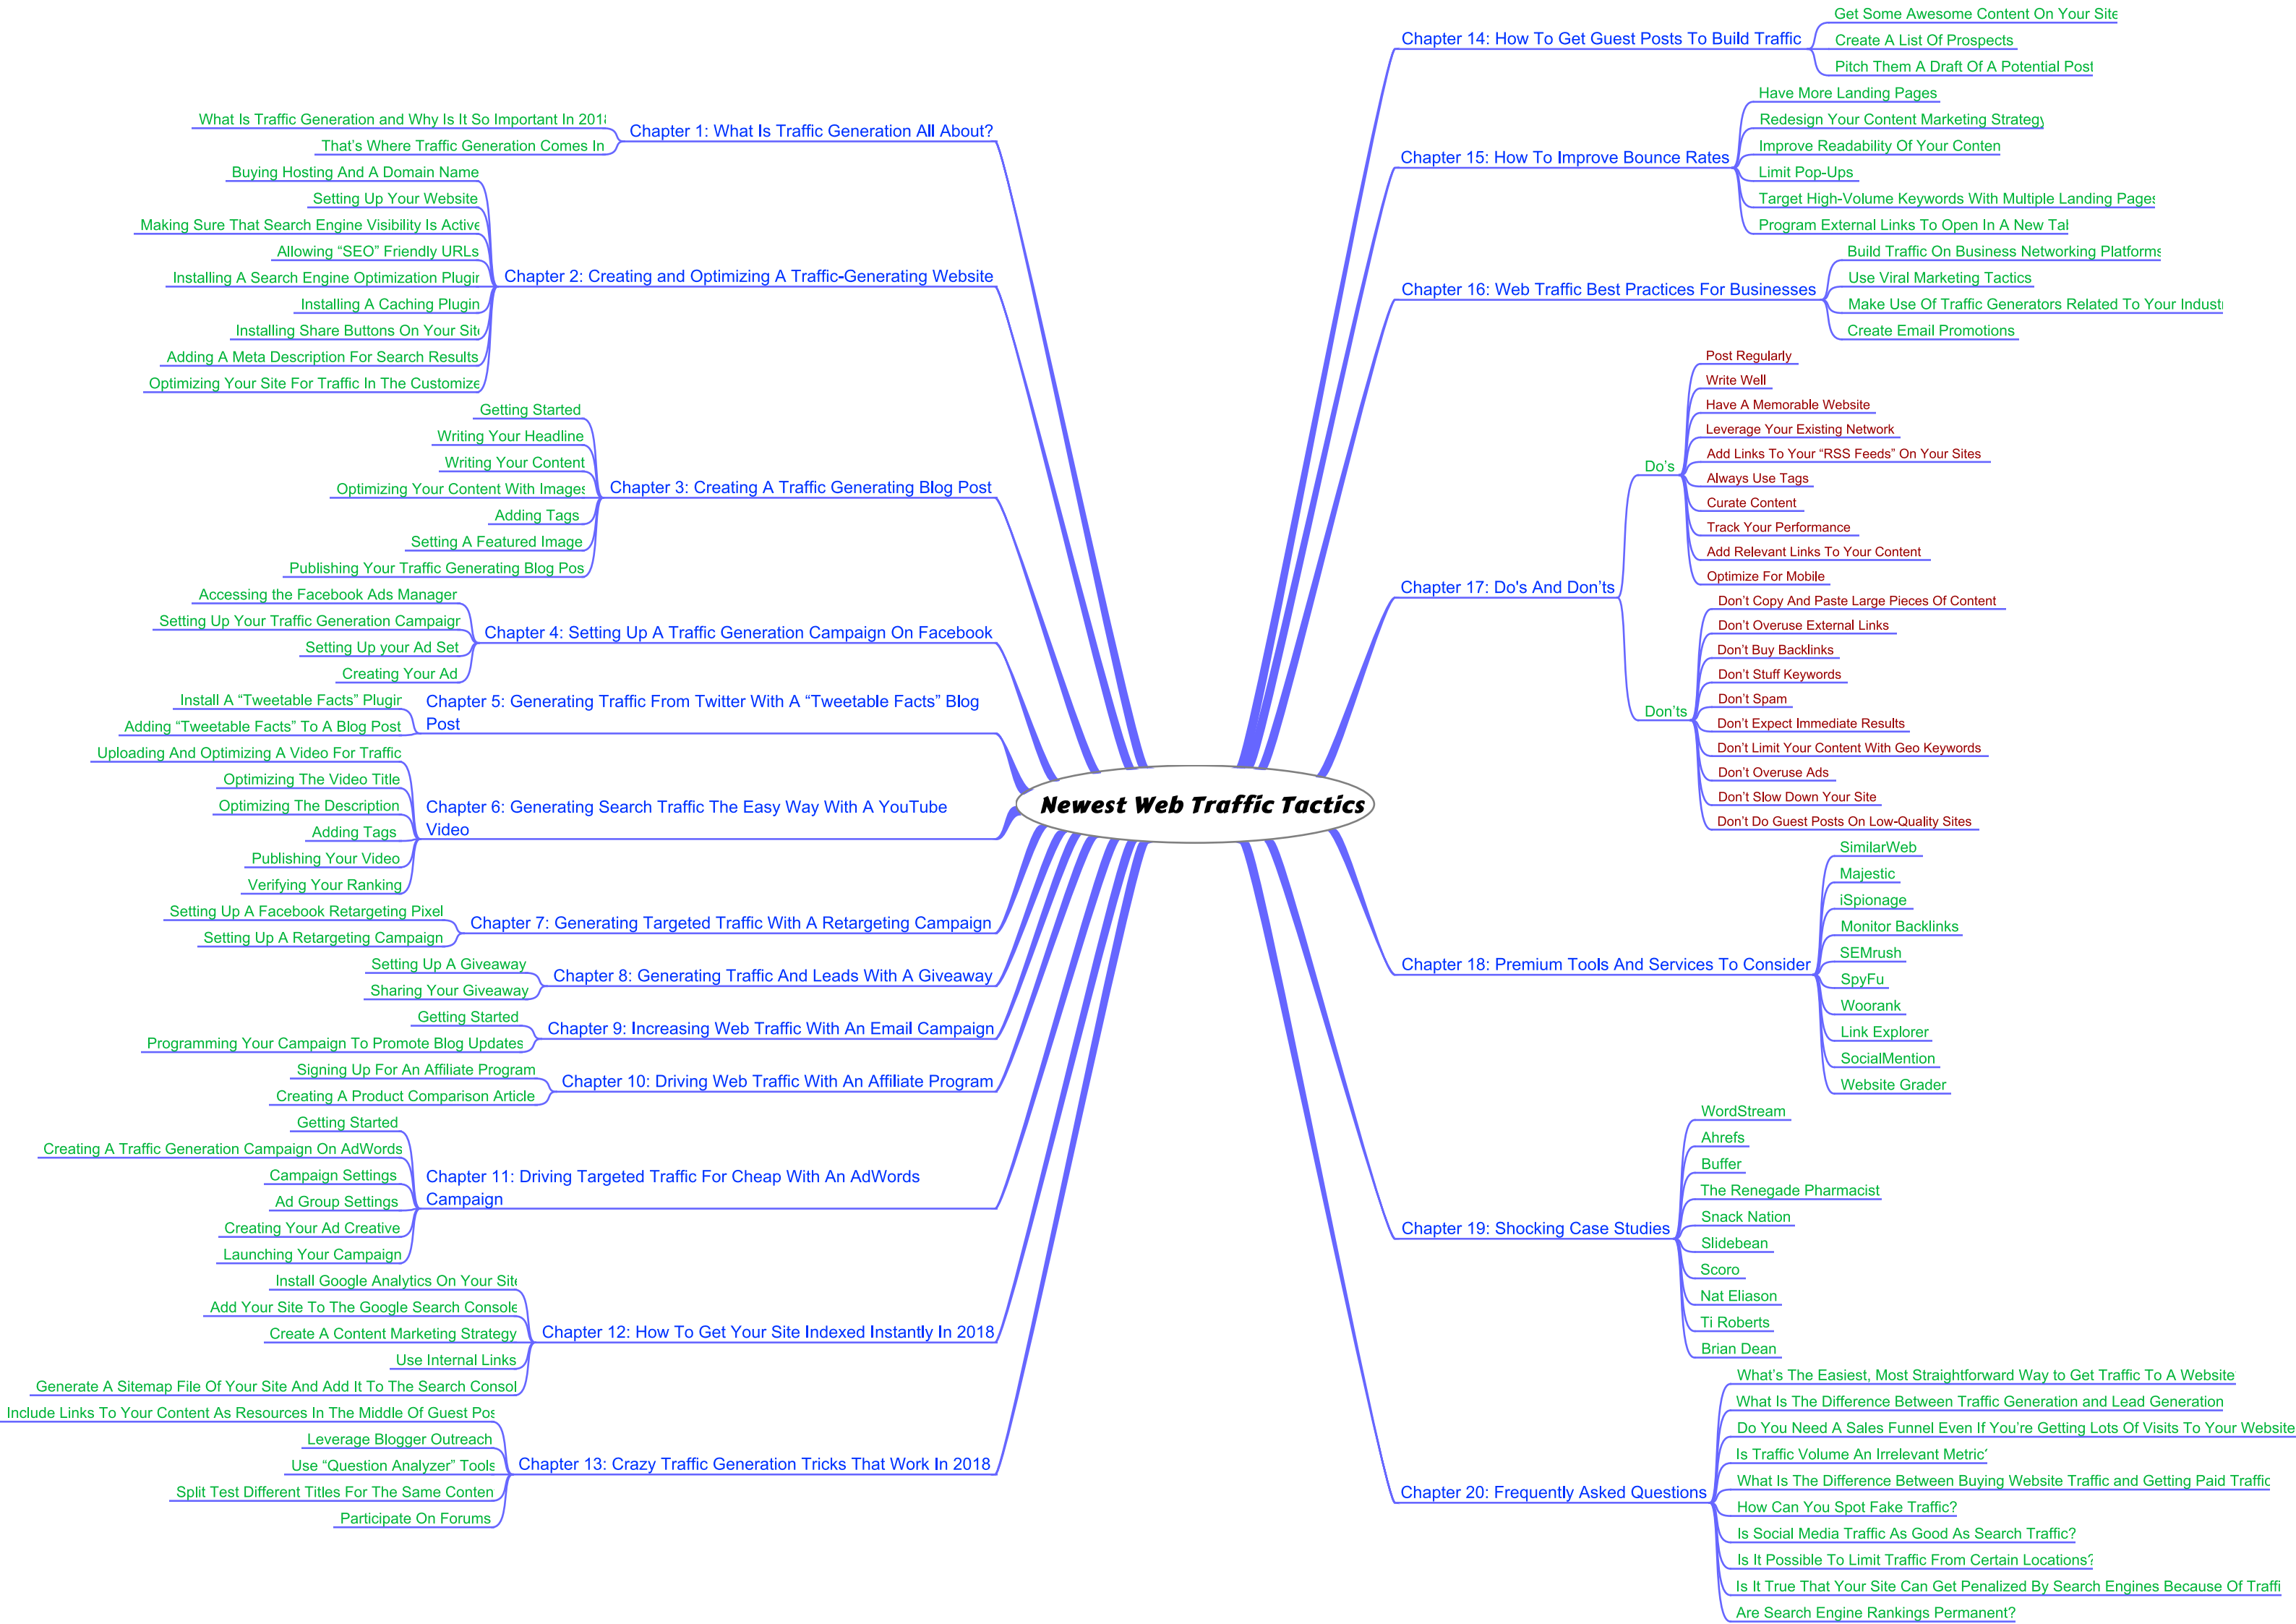 Newest Web Traffic Tactics
Chapter 1: What Is Traffic Generation All About?
What Is Traffic Generation and Why Is It So Important In 2018
That’s Where Traffic Generation Comes In
Chapter 2: Creating and Optimizing A Traffic-Generating Website
Buying Hosting And A Domain Name
Setting Up Your Website
Making Sure That Search Engine Visibility Is Active
Allowing “SEO” Friendly URLs
Installing A Search Engine Optimization Plugin
Installing A Caching Plugin
Installing Share Buttons On Your Site
Adding A Meta Description For Search Results
Optimizing Your Site For Traffic In The Customize
Chapter 3: Creating A Traffic Generating Blog Post
Getting Started
Writing Your Headline
Writing Your Content
Optimizing Your Content With Images
Adding Tags
Setting A Featured Image
Publishing Your Traffic Generating Blog Pos
Chapter 4: Setting Up A Traffic Generation Campaign On Facebook
Accessing the Facebook Ads Manager
Setting Up Your Traffic Generation Campaign
Setting Up your Ad Set
Creating Your Ad
Chapter 5: Generating Traffic From Twitter With A “Tweetable Facts” Blog
Post
Install A “Tweetable Facts” Plugin
Adding “Tweetable Facts” To A Blog Post
Chapter 6: Generating Search Traffic The Easy Way With A YouTube
Video
Uploading And Optimizing A Video For Traffic
Optimizing The Video Title
Optimizing The Description
Adding Tags
Publishing Your Video
Verifying Your Ranking
Chapter 7: Generating Targeted Traffic With A Retargeting Campaign
Setting Up A Facebook Retargeting Pixel
Setting Up A Retargeting Campaign
Chapter 8: Generating Traffic And Leads With A Giveaway
Setting Up A Giveaway
Sharing Your Giveaway
Chapter 9: Increasing Web Traffic With An Email Campaign
Getting Started
Programming Your Campaign To Promote Blog Updates
Chapter 10: Driving Web Traffic With An Affiliate Program
Signing Up For An Affiliate Program
Creating A Product Comparison Article
Chapter 11: Driving Targeted Traffic For Cheap With An AdWords
Campaign
Getting Started
Creating A Traffic Generation Campaign On AdWords
Campaign Settings
Ad Group Settings
Creating Your Ad Creative
Launching Your Campaign
Chapter 12: How To Get Your Site Indexed Instantly In 2018
Install Google Analytics On Your Site
Add Your Site To The Google Search Console
Create A Content Marketing Strategy
Use Internal Links
Generate A Sitemap File Of Your Site And Add It To The Search Consol
Chapter 13: Crazy Traffic Generation Tricks That Work In 2018
Include Links To Your Content As Resources In The Middle Of Guest Pos
Leverage Blogger Outreach
Use “Question Analyzer” Tools
Split Test Different Titles For The Same Conten
Participate On Forums
Chapter 14: How To Get Guest Posts To Build Traffic
Get Some Awesome Content On Your Site
Create A List Of Prospects
Pitch Them A Draft Of A Potential Post
Chapter 15: How To Improve Bounce Rates
Have More Landing Pages
Redesign Your Content Marketing Strategy
Improve Readability Of Your Conten
Limit Pop-Ups
Target High-Volume Keywords With Multiple Landing Pages
Program External Links To Open In A New Tal
Chapter 16: Web Traffic Best Practices For Businesses
Build Traffic On Business Networking Platforms
Use Viral Marketing Tactics
Make Use Of Traffic Generators Related To Your Indust
Create Email Promotions
Chapter 17: Do's And Don’ts
Do’s
Post Regularly
Write Well
Have A Memorable Website
Leverage Your Existing Network
Add Links To Your “RSS Feeds” On Your Sites
Always Use Tags
Curate Content
Track Your Performance
Add Relevant Links To Your Content
Optimize For Mobile
Don’ts
Don’t Copy And Paste Large Pieces Of Content
Don’t Overuse External Links
Don’t Buy Backlinks
Don’t Stuff Keywords
Don’t Spam
Don’t Expect Immediate Results
Don’t Limit Your Content With Geo Keywords
Don’t Overuse Ads
Don’t Slow Down Your Site
Don’t Do Guest Posts On Low-Quality Sites
Chapter 18: Premium Tools And Services To Consider
SimilarWeb
Majestic
iSpionage
Monitor Backlinks
SEMrush
SpyFu
Woorank
Link Explorer
SocialMention
Website Grader
Chapter 19: Shocking Case Studies
WordStream
Ahrefs
Buffer
The Renegade Pharmacist
Snack Nation
Slidebean
Scoro
Nat Eliason
Ti Roberts
Brian Dean
Chapter 20: Frequently Asked Questions
What’s The Easiest, Most Straightforward Way to Get Traffic To A Website
What Is The Difference Between Traffic Generation and Lead Generation
Do You Need A Sales Funnel Even If You’re Getting Lots Of Visits To Your Website
Is Traffic Volume An Irrelevant Metric?
What Is The Difference Between Buying Website Traffic and Getting Paid Traffic
How Can You Spot Fake Traffic?
Is Social Media Traffic As Good As Search Traffic?
Is It Possible To Limit Traffic From Certain Locations?
Is It True That Your Site Can Get Penalized By Search Engines Because Of Traffi
Are Search Engine Rankings Permanent?